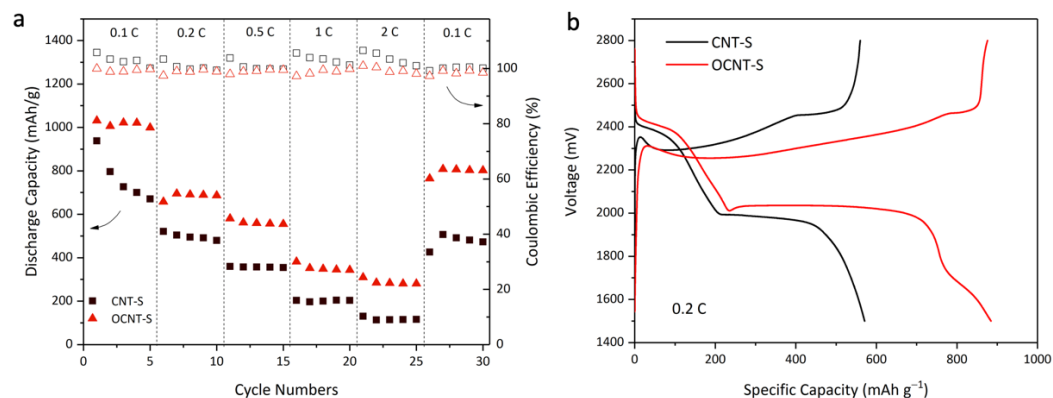 a
0.1 C 0.2 C 0.5 C 1 C 2 C 0.1 C
1400
1200
1000
800
600
400
200
0
Discharge Capacity (mAh/g)
CNT-S
OCNT-S
0 5 10 15 20 25 30
Cycle Numbers
100
80
60
40
20
0
Coulombic Efficiency (%)
b
2800
2600
2400
2200
2000
1800
1600
1400
Voltage (mV)
CNT-S
OCNT-S
0.2 C
0 200 400 600 800 1000
Specific Capacity (mAh g⁻¹)